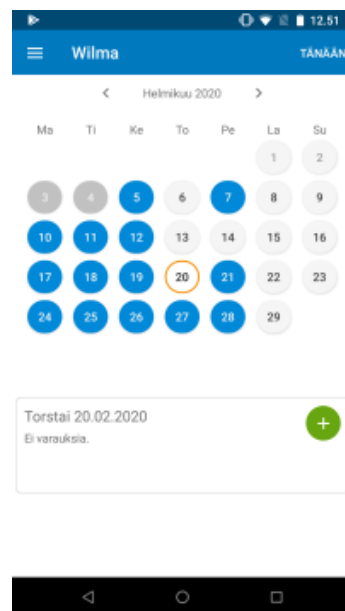 12.51
Wilma TÄNÄÄN
< Helmikuu 2020 >
Ma Ti Ke To Pe La Su
1 2
3 4 5 6 7 8 9
10 11 12 13 14 15 16
17 18 19 20 21 22 23
24 25 26 27 28 29
Torstai 20.02.2020
Ei varauksia.
+